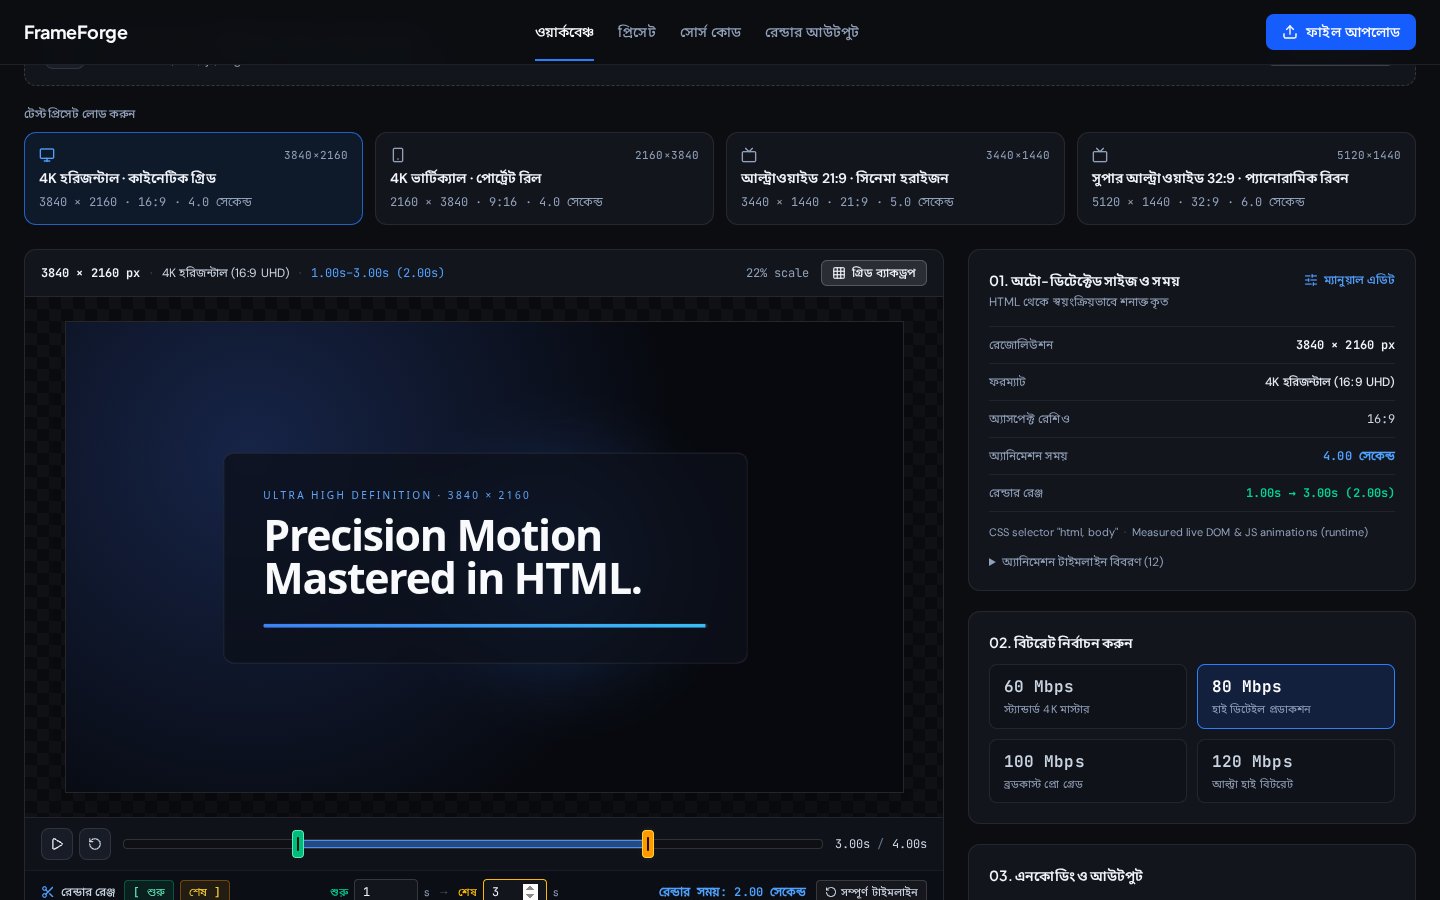 FrameForge
ওয়ার্কবেঞ্চ
প্রিসেট
সোর্স কোড
রেন্ডার আউটপুট
ফাইল আপলোড
টেস্ট প্রিসেট লোড করুন
3840×2160
4K হরিজন্টাল · কাইনেটিক গ্রিড
3840 × 2160 · 16:9 · 4.0 সেকেন্ড
2160×3840
4K ভার্টিক্যাল · পোর্ট্রেট রিল
2160 × 3840 · 9:16 · 4.0 সেকেন্ড
3440×1440
আল্ট্রাওয়াইড 21:9 · সিনেমা হরাইজন
3440 × 1440 · 21:9 · 5.0 সেকেন্ড
5120×1440
সুপার আল্ট্রাওয়াইড 32:9 · প্যানোরামিক রিবন
5120 × 1440 · 32:9 · 6.0 সেকেন্ড
3840 × 2160 px · 4K হরিজন্টাল (16:9 UHD) · 1.00s–3.00s (2.00s)
22% scale
গ্রিড ব্যাকড্রপ
ULTRA HIGH DEFINITION · 3840 × 2160
Precision Motion
Mastered in HTML.
3.00s / 4.00s
রেন্ডার রেঞ্জ
[ শুরু
শেষ ]
শুরু 1 s → শেষ 3 s
রেন্ডার সময়: 2.00 সেকেন্ড
সম্পূর্ণ টাইমলাইন
01. অটো-ডিটেক্টেড সাইজ ও সময়
ম্যানুয়াল এডিট
HTML থেকে স্বয়ংক্রিয়ভাবে শনাক্তকৃত
রেজোলিউশন 3840 × 2160 px
ফরম্যাট 4K হরিজন্টাল (16:9 UHD)
অ্যাসপেক্ট রেশিও 16:9
অ্যানিমেশন সময় 4.00 সেকেন্ড
রেন্ডার রেঞ্জ 1.00s → 3.00s (2.00s)
CSS selector "html, body" · Measured live DOM & JS animations (runtime)
▶ অ্যানিমেশন টাইমলাইন বিবরণ (12)
02. বিটরেট নির্বাচন করুন
60 Mbps
স্ট্যান্ডার্ড 4K মাস্টার
80 Mbps
হাই ডিটেইল প্রডাকশন
100 Mbps
ব্রডকাস্ট প্রো গ্রেড
120 Mbps
আল্ট্রা হাই বিটরেট
03. এনকোডিং ও আউটপুট